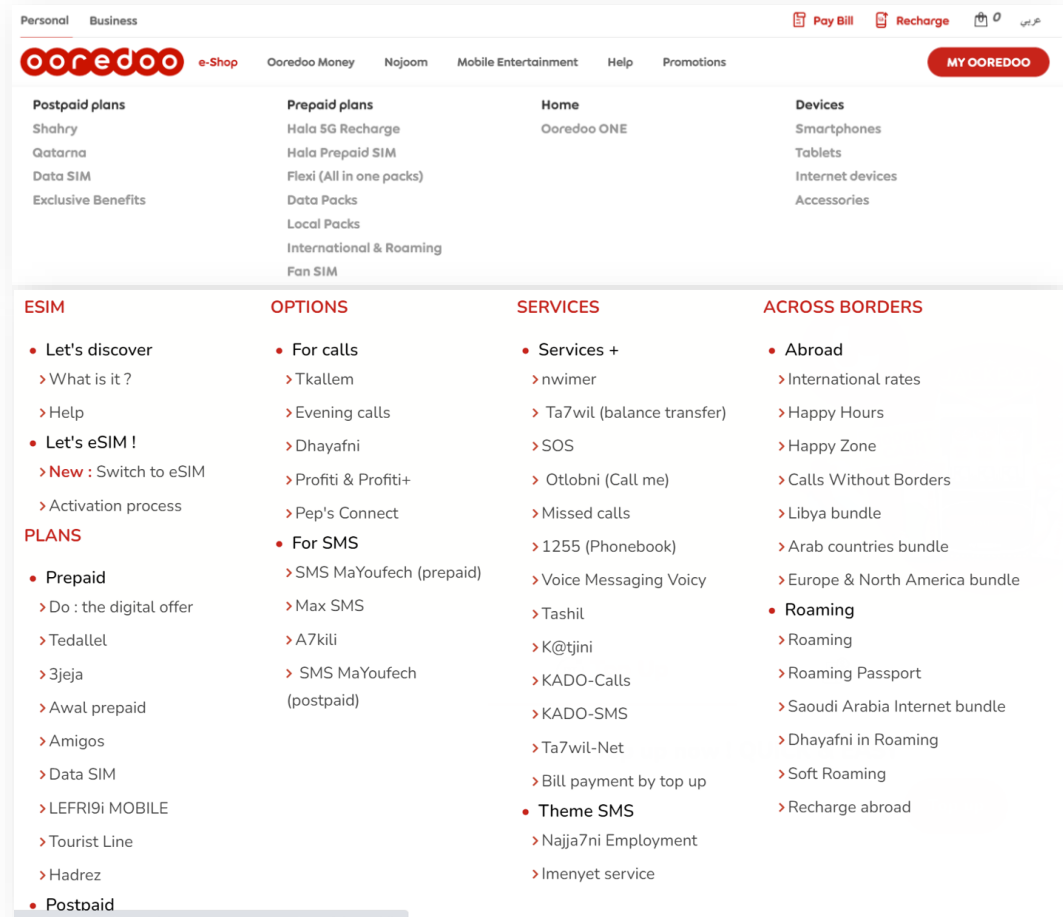 Personal Business Pay Bill Recharge 0 عربي
ooredoo e-Shop Ooredoo Money Nojoom Mobile Entertainment Help Promotions MY OOREDOO
Postpaid plans
Shahry
Qatarna
Data SIM
Exclusive Benefits
Prepaid plans
Hala 5G Recharge
Hala Prepaid SIM
Flexi (All in one packs)
Data Packs
Local Packs
International & Roaming
Fan SIM
Home
Ooredoo ONE
Devices
Smartphones
Tablets
Internet devices
Accessories
ESIM
Let's discover
What is it ?
Help
Let's eSIM !
New : Switch to eSIM
Activation process
PLANS
Prepaid
Do : the digital offer
Tedallel
3jeja
Awal prepaid
Amigos
Data SIM
LEFRI9i MOBILE
Tourist Line
Hadrez
Postpaid
OPTIONS
For calls
Tkallem
Evening calls
Dhayafni
Profiti & Profiti+
Pep's Connect
For SMS
SMS MaYoufech (prepaid)
Max SMS
A7kili
SMS MaYoufech
(postpaid)
SERVICES
Services +
nwimer
Ta7wil (balance transfer)
SOS
Otlobni (Call me)
Missed calls
1255 (Phonebook)
Voice Messaging Voicy
Tashil
K@tjini
KADO-Calls
KADO-SMS
Ta7wil-Net
Bill payment by top up
Theme SMS
Najja7ni Employment
Imenyet service
ACROSS BORDERS
Abroad
International rates
Happy Hours
Happy Zone
Calls Without Borders
Libya bundle
Arab countries bundle
Europe & North America bundle
Roaming
Roaming
Roaming Passport
Saoudi Arabia Internet bundle
Dhayafni in Roaming
Soft Roaming
Recharge abroad